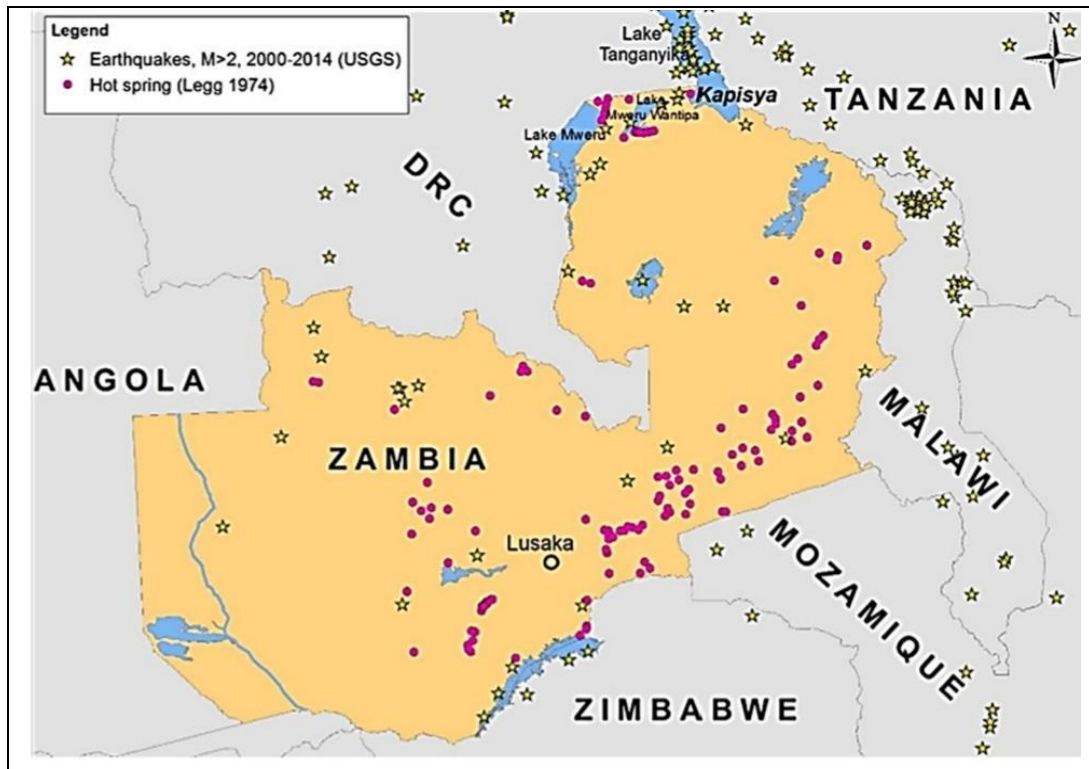 Legend
Earthquakes, M>2, 2000-2014 (USGS)
Hot spring (Legg 1974)
N
Lake
Tanganyika
Kapisya
Lake
Mweru Wantipa
Lake Mweru
TANZANIA
DRC
ANGOLA
ZAMBIA
MALAWI
Lusaka
MOZAMIQUE
ZIMBABWE